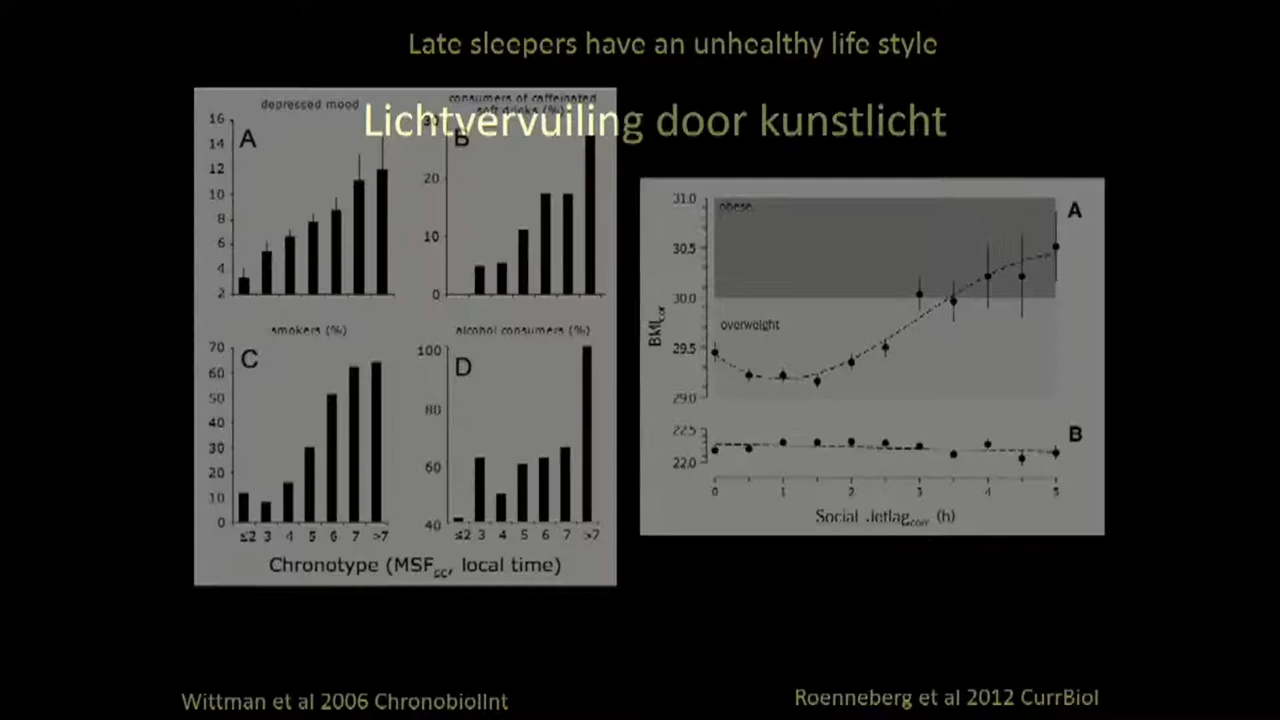 Late sleepers have an unhealthy life style
Lichtvervuiling door kunstlicht
depressed mood
16
14
12
10
8
6
4
2
A
consumers of caffeinated
soft drinks (%)
30
20
10
0
B
smokers (%)
70
60
50
40
30
20
10
0
C
≤2 3 4 5 6 7 >7
alcohol consumers (%)
100
80
60
40
D
≤2 3 4 5 6 7 >7
Chronotype (MSFsc, local time)
31.0
30.5
30.0
29.5
29.0
BMIcor
obese
overweight
A
22.5
22.0
B
0 1 2 3 4 5
Social Jetlagcorr (h)
Wittman et al 2006 ChronobiolInt
Roenneberg et al 2012 CurrBiol